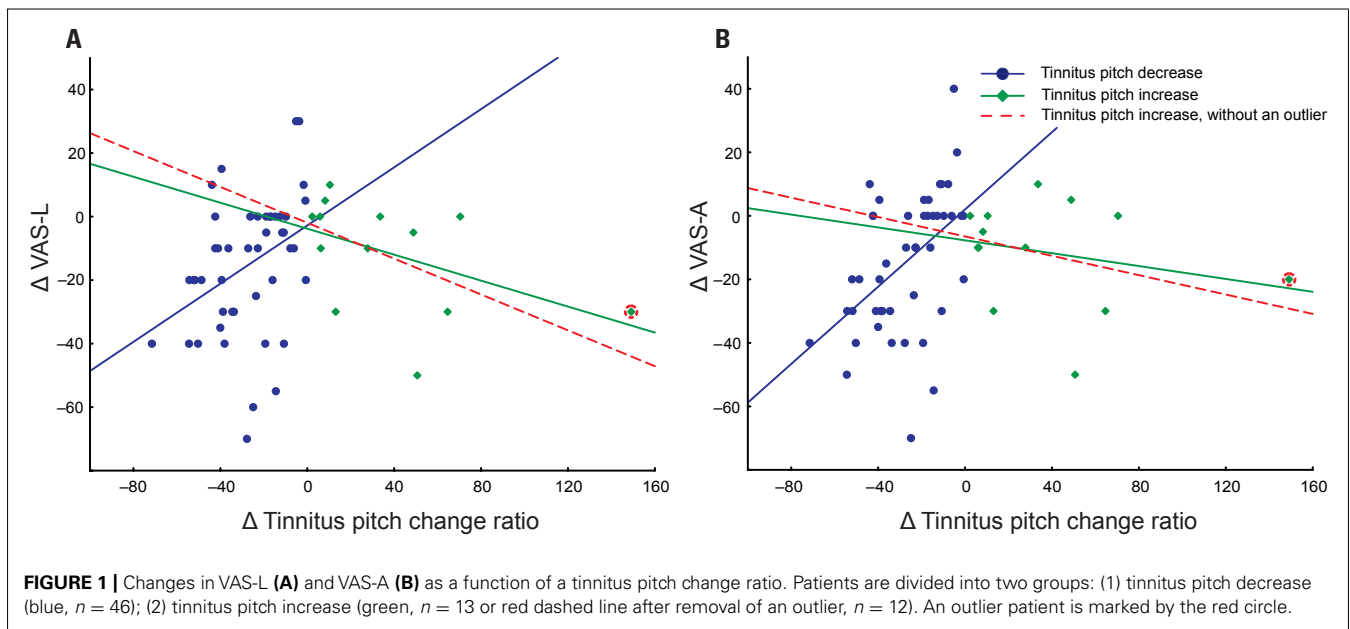 A
40
20
0
−20
−40
−60
Δ VAS-L
−80
−40
0
40
80
120
160
Δ Tinnitus pitch change ratio
B
Tinnitus pitch decrease
Tinnitus pitch increase
Tinnitus pitch increase, without an outlier
40
20
0
−20
−40
−60
Δ VAS-A
−80
−40
0
40
80
120
160
Δ Tinnitus pitch change ratio
FIGURE 1 | Changes in VAS-L (A) and VAS-A (B) as a function of a tinnitus pitch change ratio. Patients are divided into two groups: (1) tinnitus pitch decrease
(blue, n = 46); (2) tinnitus pitch increase (green, n = 13 or red dashed line after removal of an outlier, n = 12). An outlier patient is marked by the red circle.